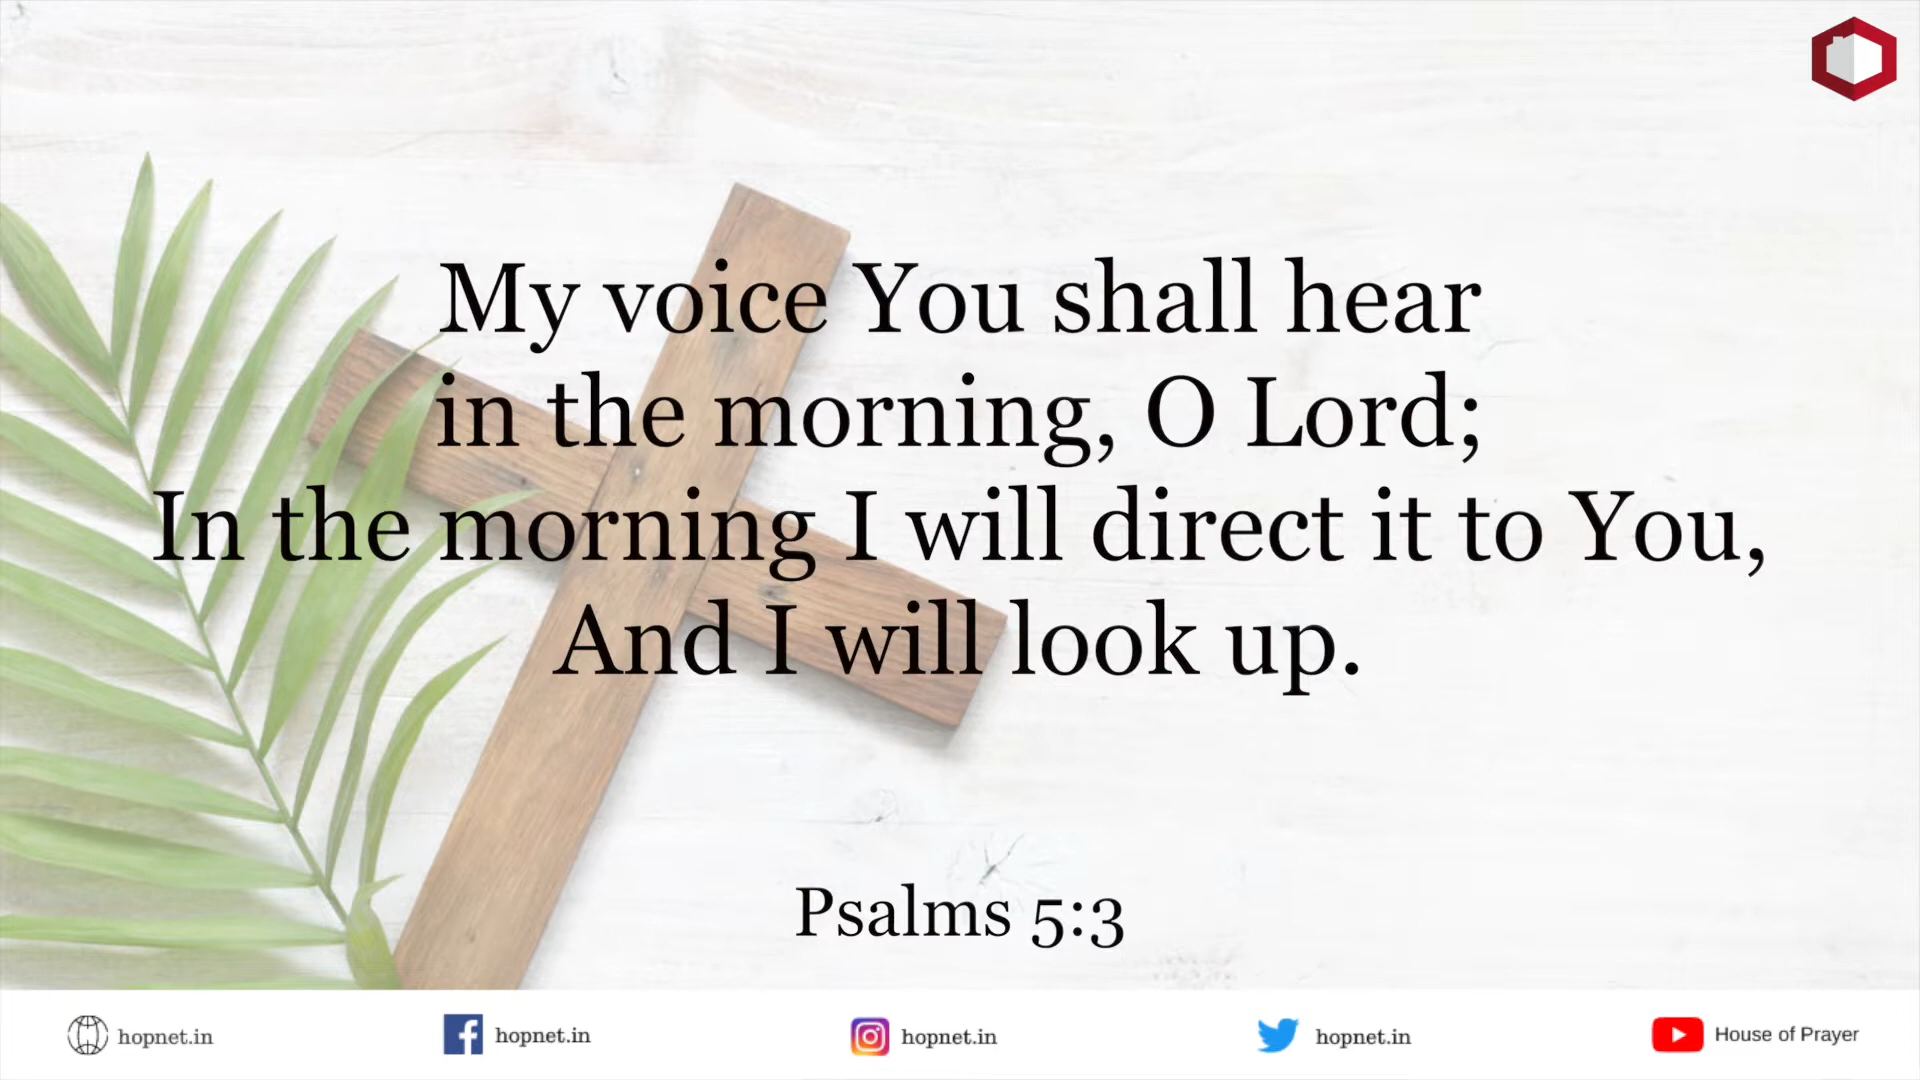 My voice You shall hear
in the morning, O Lord;
In the morning I will direct it to You,
And I will look up.
Psalms 5:3
hopnet.in
hopnet.in
hopnet.in
hopnet.in
House of Prayer